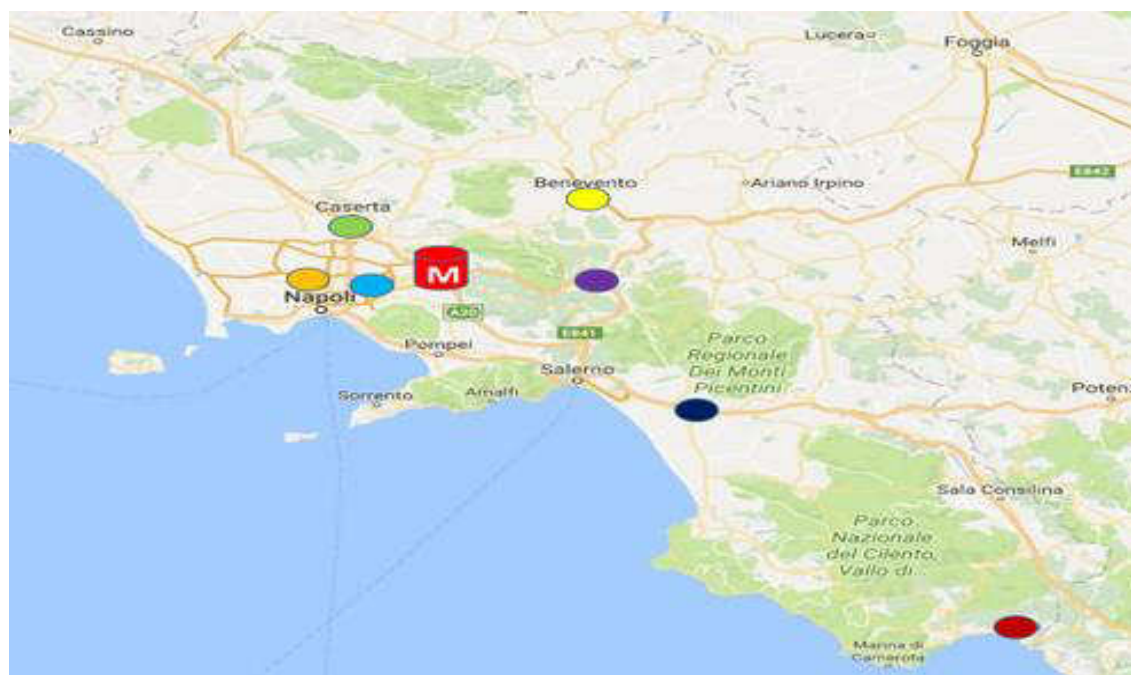 Cassino
Lucera
Foggia
Benevento
Ariano Irpino
E842
Caserta
Melfi
M
Napoli
A30
E841
Pompei
Parco
Regionale
Dei Monti
Picentini
Salerno
Sorrento
Amalfi
Poten
Sala Consilina
Parco
Nazionale
del Cilento,
Vallo di...
Marina di
Camerota